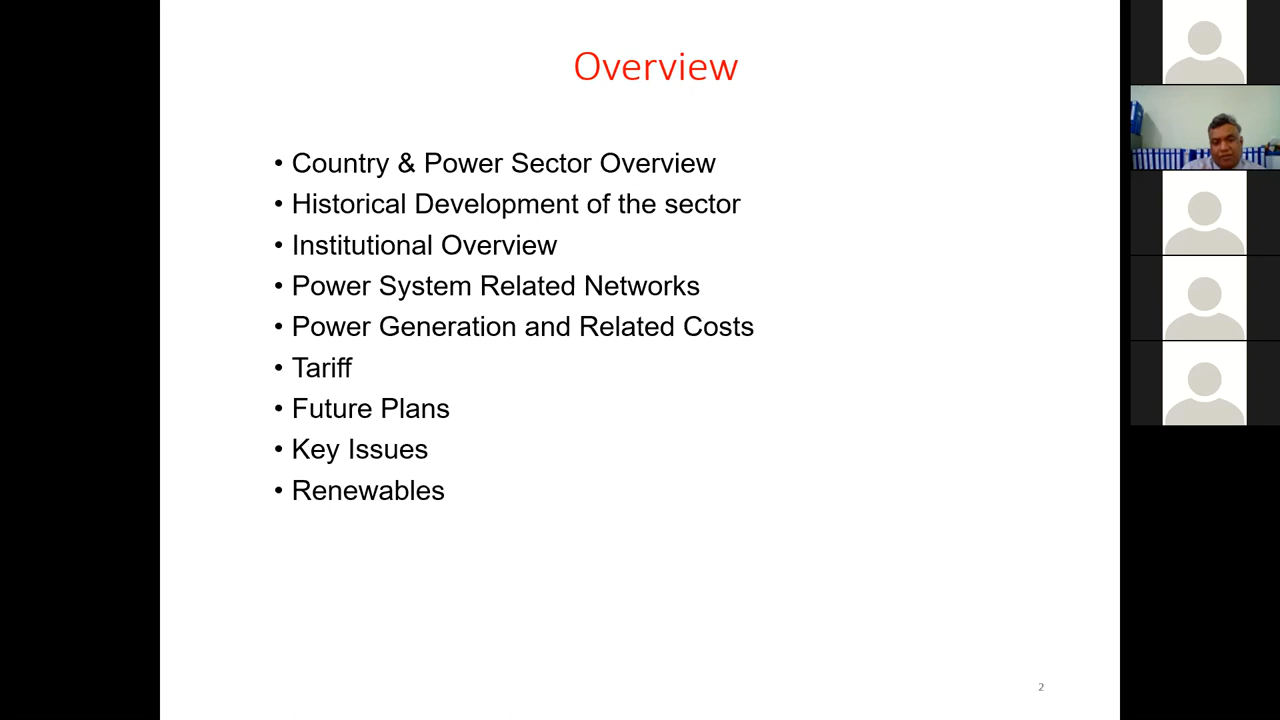 Overview
• Country & Power Sector Overview
• Historical Development of the sector
• Institutional Overview
• Power System Related Networks
• Power Generation and Related Costs
• Tariff
• Future Plans
• Key Issues
• Renewables
2